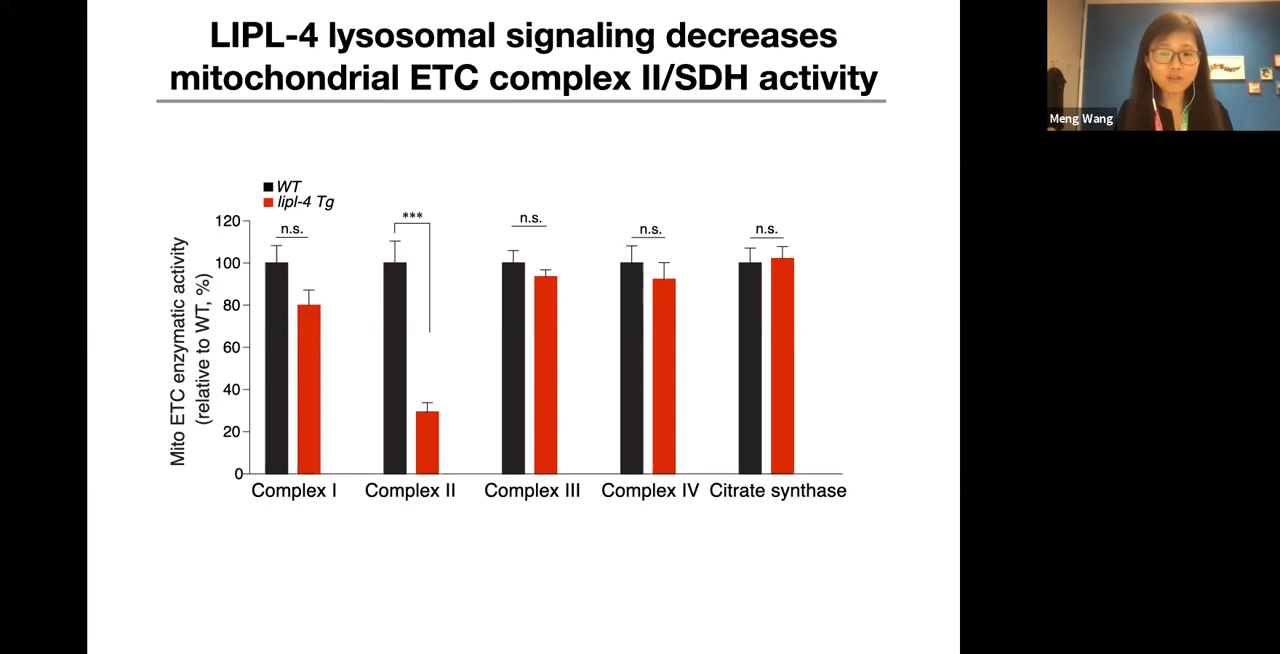 LIPL-4 lysosomal signaling decreases
mitochondrial ETC complex II/SDH activity
Meng Wang
WT
lipl-4 Tg
Mito ETC enzymatic activity
(relative to WT, %)
120
100
80
60
40
20
0
n.s.
***
n.s.
n.s.
n.s.
Complex I
Complex II
Complex III
Complex IV
Citrate synthase